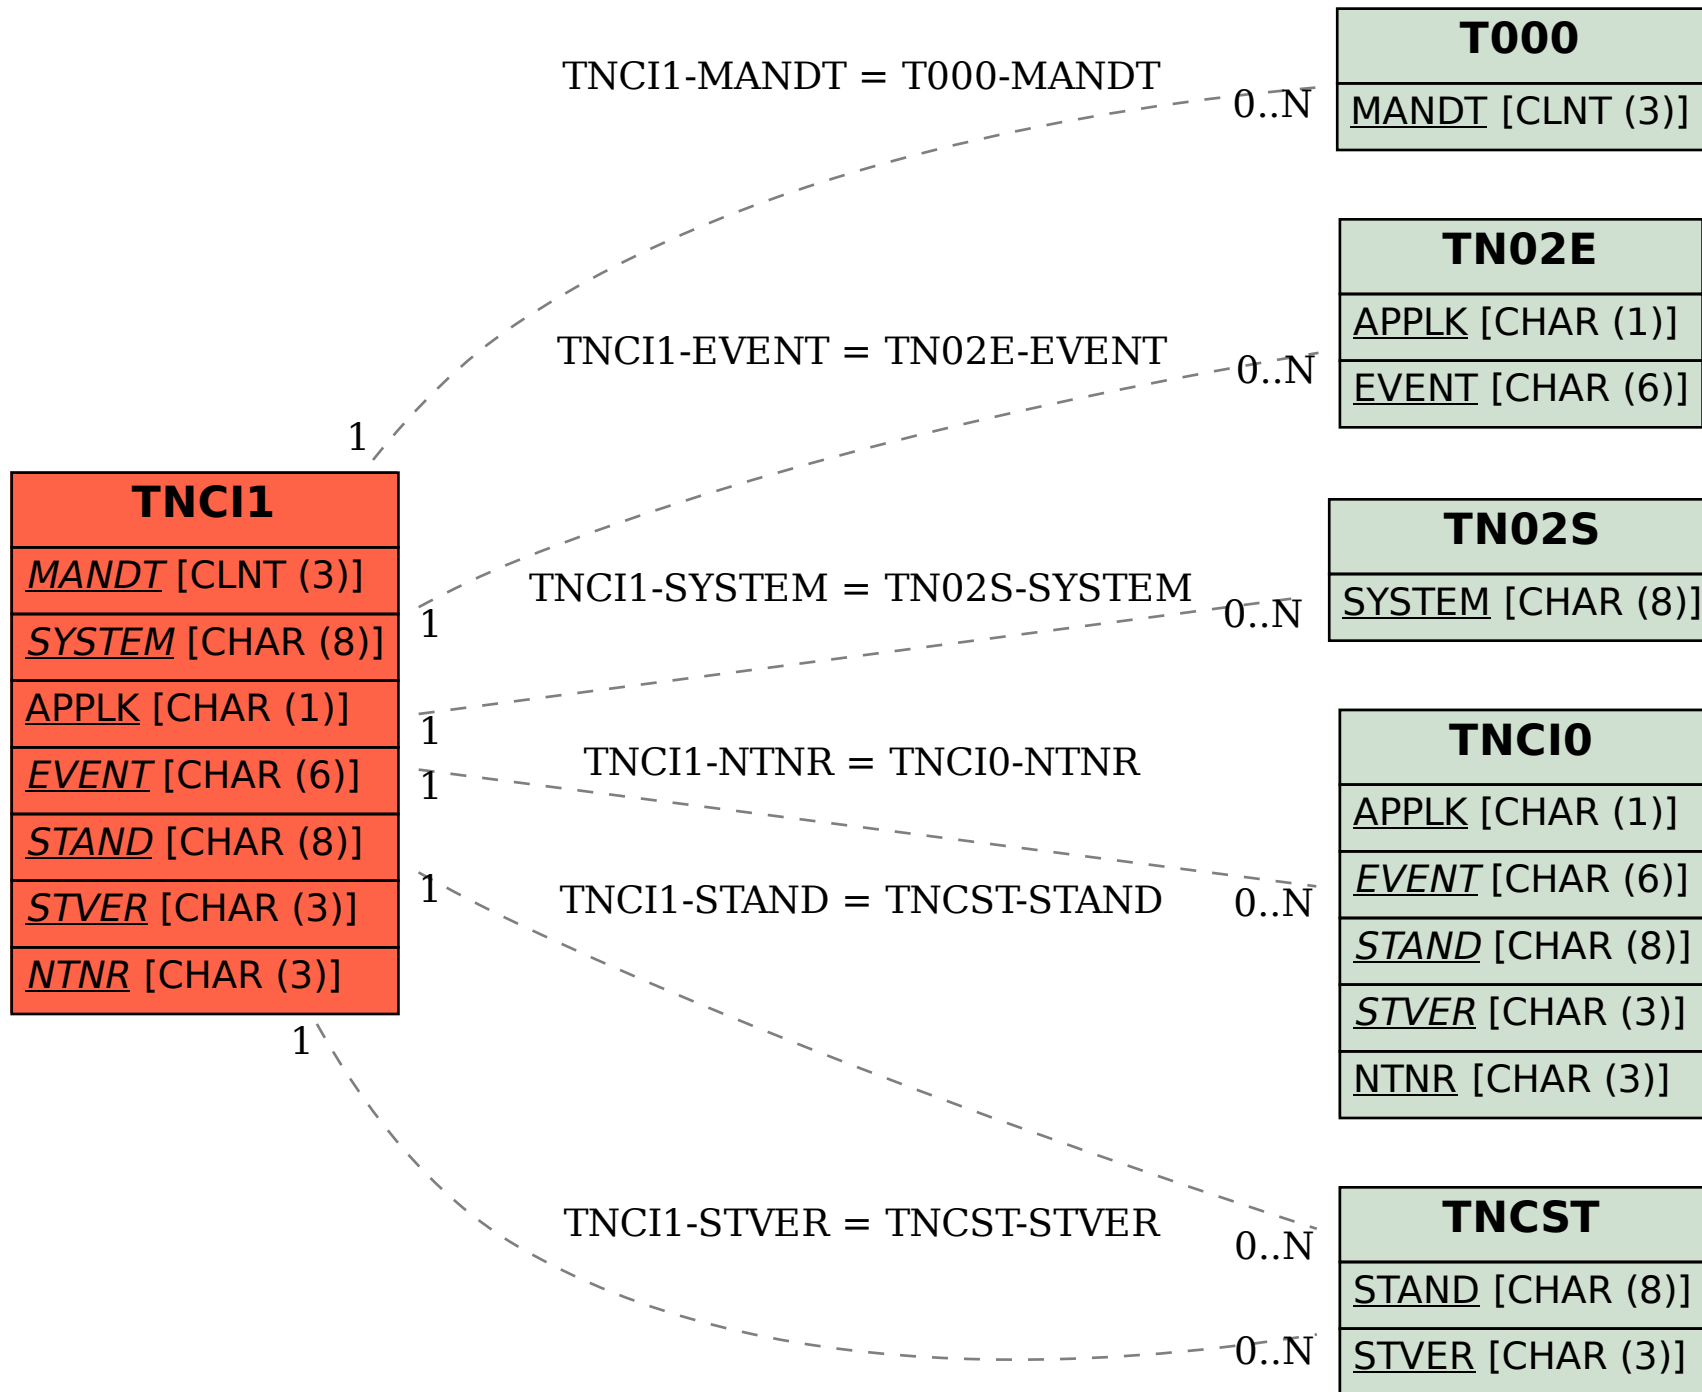 T000
MANDT [CLNT (3)]
TNCI1-MANDT = T000-MANDT
0..N
1
TN02E
APPLK [CHAR (1)]
EVENT [CHAR (6)]
TNCI1-EVENT = TN02E-EVENT
0..N
1
TNCI1
MANDT [CLNT (3)]
SYSTEM [CHAR (8)]
APPLK [CHAR (1)]
EVENT [CHAR (6)]
STAND [CHAR (8)]
STVER [CHAR (3)]
NTNR [CHAR (3)]
TN02S
SYSTEM [CHAR (8)]
TNCI1-SYSTEM = TN02S-SYSTEM
0..N
1
TNCI1-NTNR = TNCI0-NTNR
1
0..N
TNCI0
APPLK [CHAR (1)]
EVENT [CHAR (6)]
STAND [CHAR (8)]
STVER [CHAR (3)]
NTNR [CHAR (3)]
TNCI1-STAND = TNCST-STAND
1
0..N
TNCI1-STVER = TNCST-STVER
1
0..N
TNCST
STAND [CHAR (8)]
STVER [CHAR (3)]